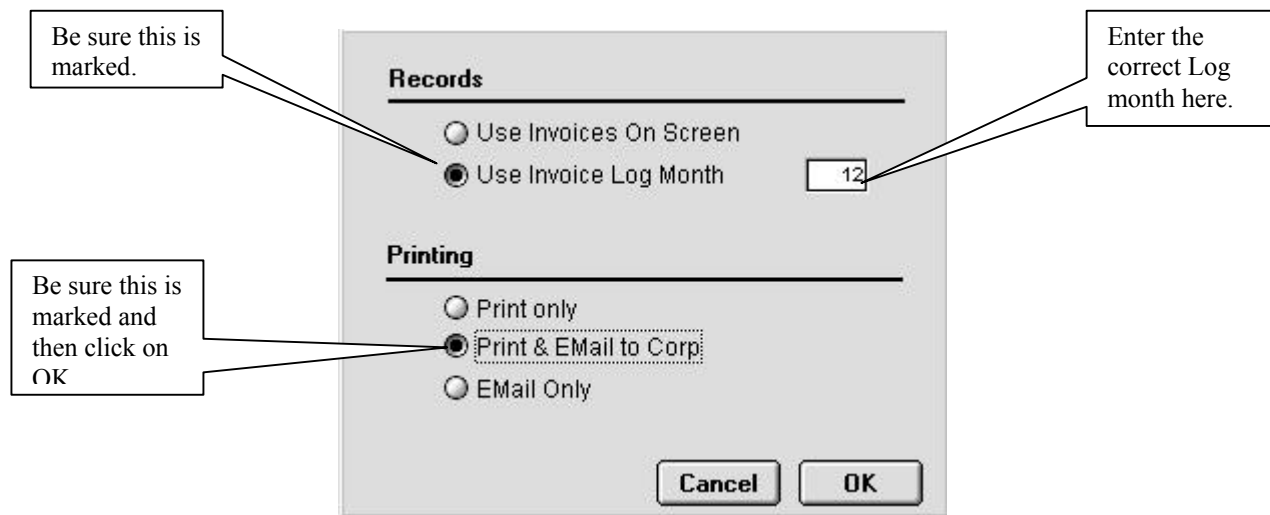 Be sure this is
marked.
Enter the
correct Log
month here.
Records
Use Invoices On Screen
Use Invoice Log Month 12
Printing
Be sure this is
marked and
then click on
OK
Print only
Print & EMail to Corp
EMail Only
Cancel OK